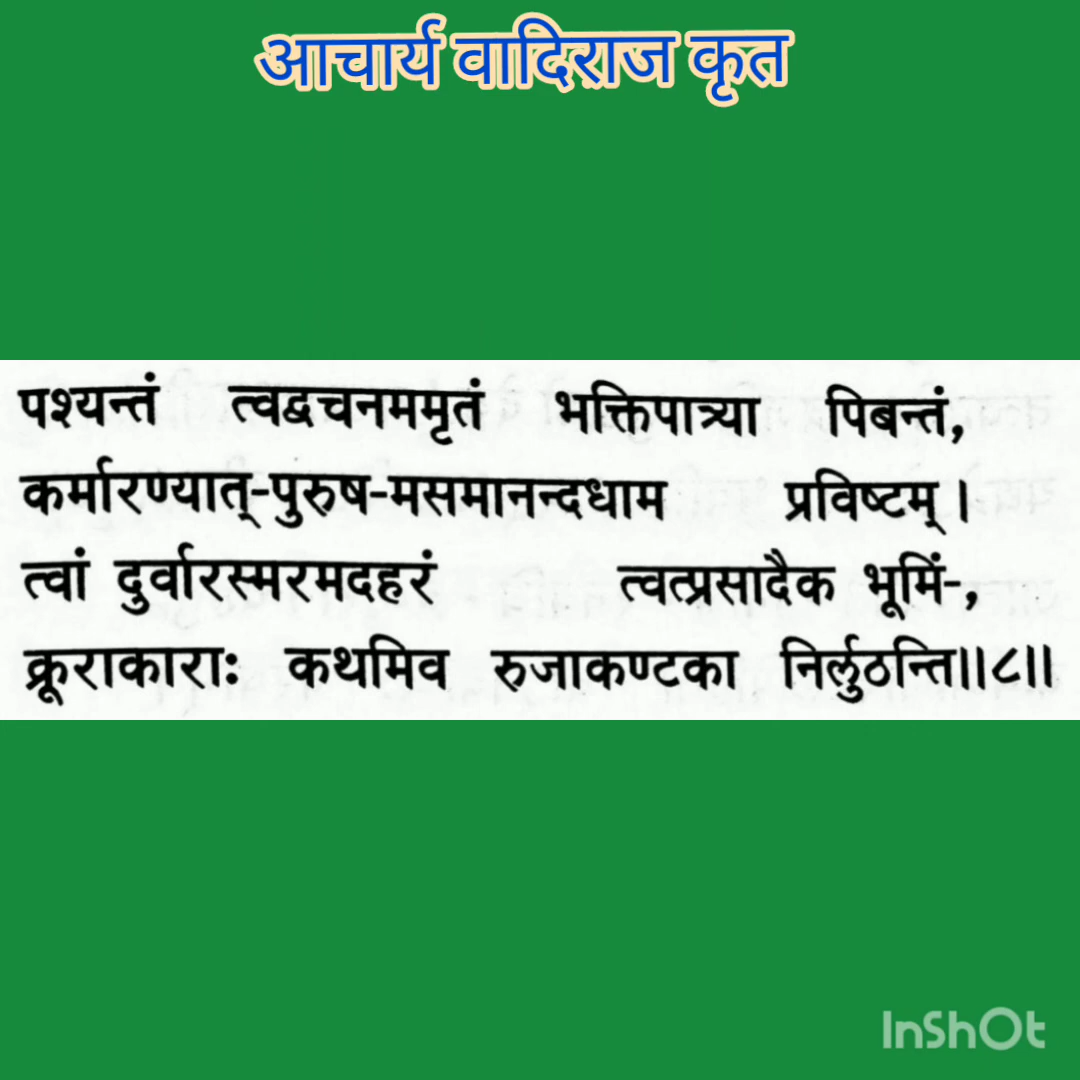 आचार्य वादिराज कृत
पश्यन्तं त्वद्वचनममृतं भक्तिपात्र्या पिबन्तं,
कर्मारण्यात्-पुरुष-मसमानन्दधाम प्रविष्टम् ।
त्वां दुर्वारस्मरमदहरं त्वत्प्रसादैक भूमिं-,
क्रूराकाराः कथमिव रुजाकण्टका निर्लुठन्ति॥८॥
InShOt